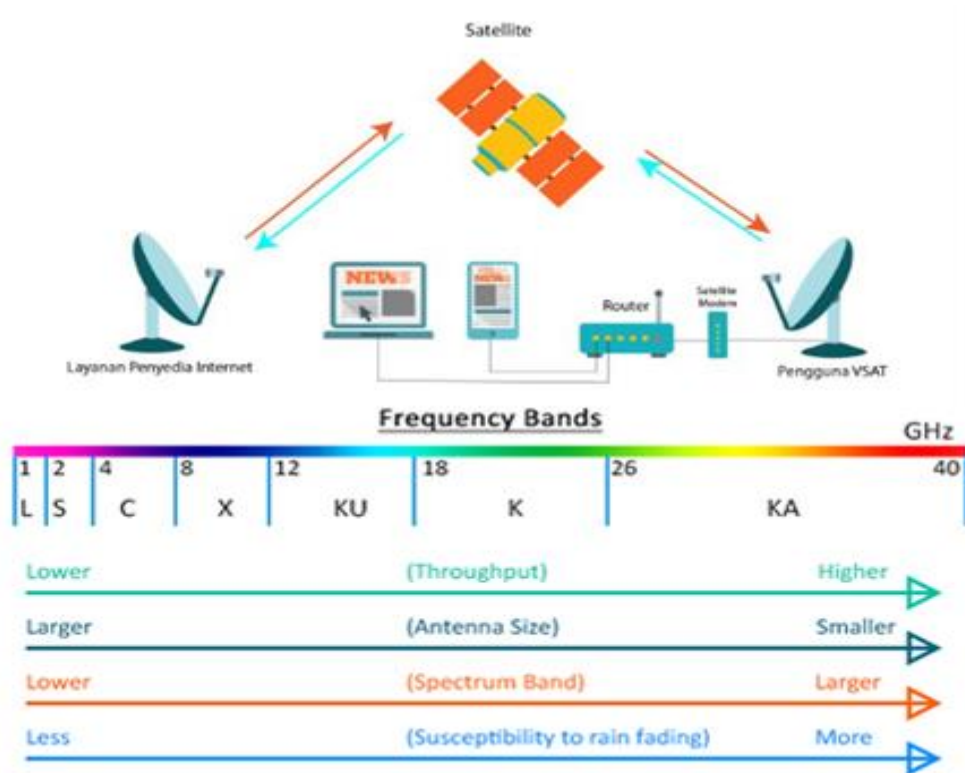 Satellite
NEWS
NEWS
Router
Satellite
Modem
Layanan Penyedia Internet
Pengguna VSAT
Frequency Bands
GHz
1 2 4 8 12 18 26 40
L S C X KU K KA
Lower (Throughput) Higher
Larger (Antenna Size) Smaller
Lower (Spectrum Band) Larger
Less (Susceptibility to rain fading) More